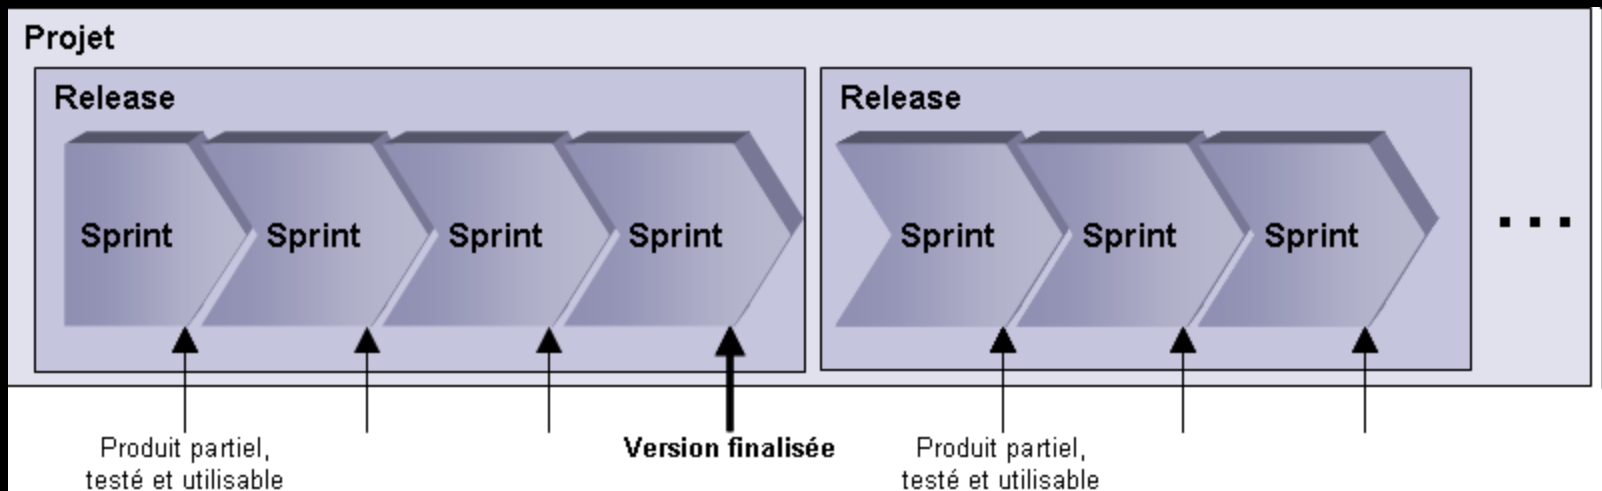 Projet
Release
Sprint
Sprint
Sprint
Sprint
Release
Sprint
Sprint
Sprint
...
Produit partiel,
testé et utilisable
Version finalisée
Produit partiel,
testé et utilisable